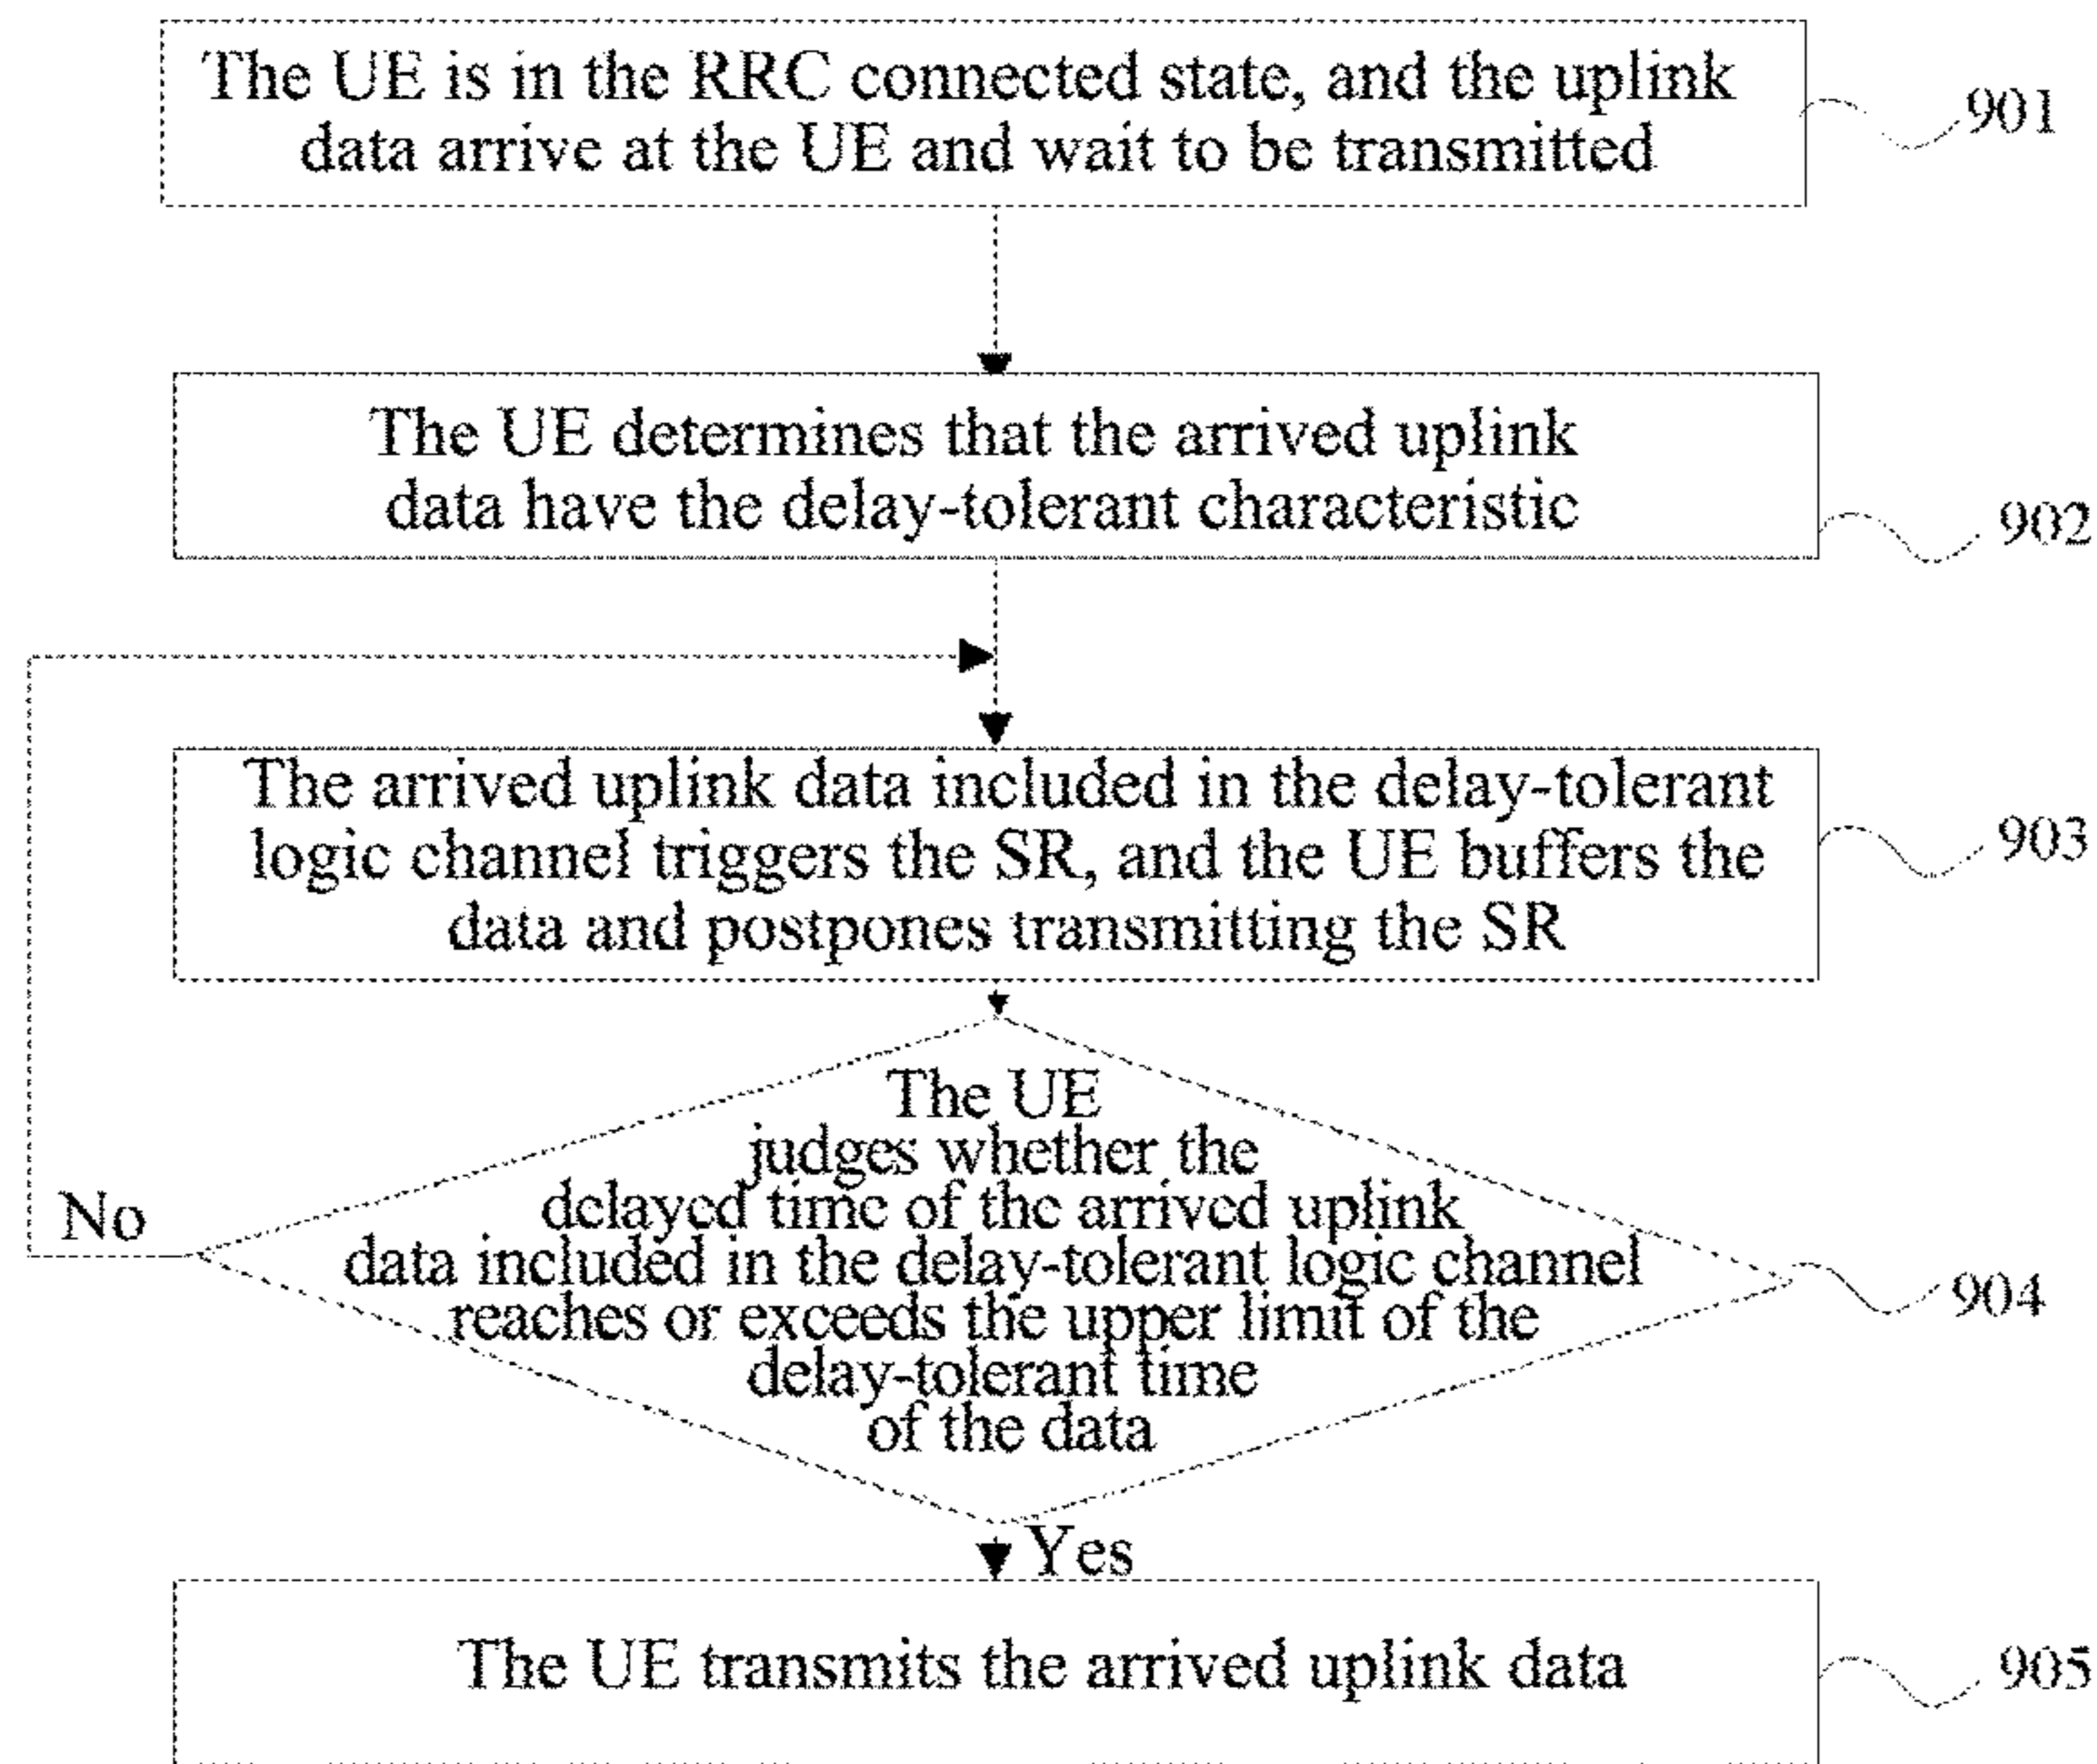 The UE is in the RRC connected state, and the uplink
data arrive at the UE and wait to be transmitted
901
The UE determines that the arrived uplink
data have the delay-tolerant characteristic
902
The arrived uplink data included in the delay-tolerant
logic channel triggers the SR, and the UE buffers the
data and postpones transmitting the SR
903
The UE
judges whether the
delayed time of the arrived uplink
data included in the delay-tolerant logic channel
reaches or exceeds the upper limit of the
delay-tolerant time
of the data
No
904
Yes
The UE transmits the arrived uplink data
905